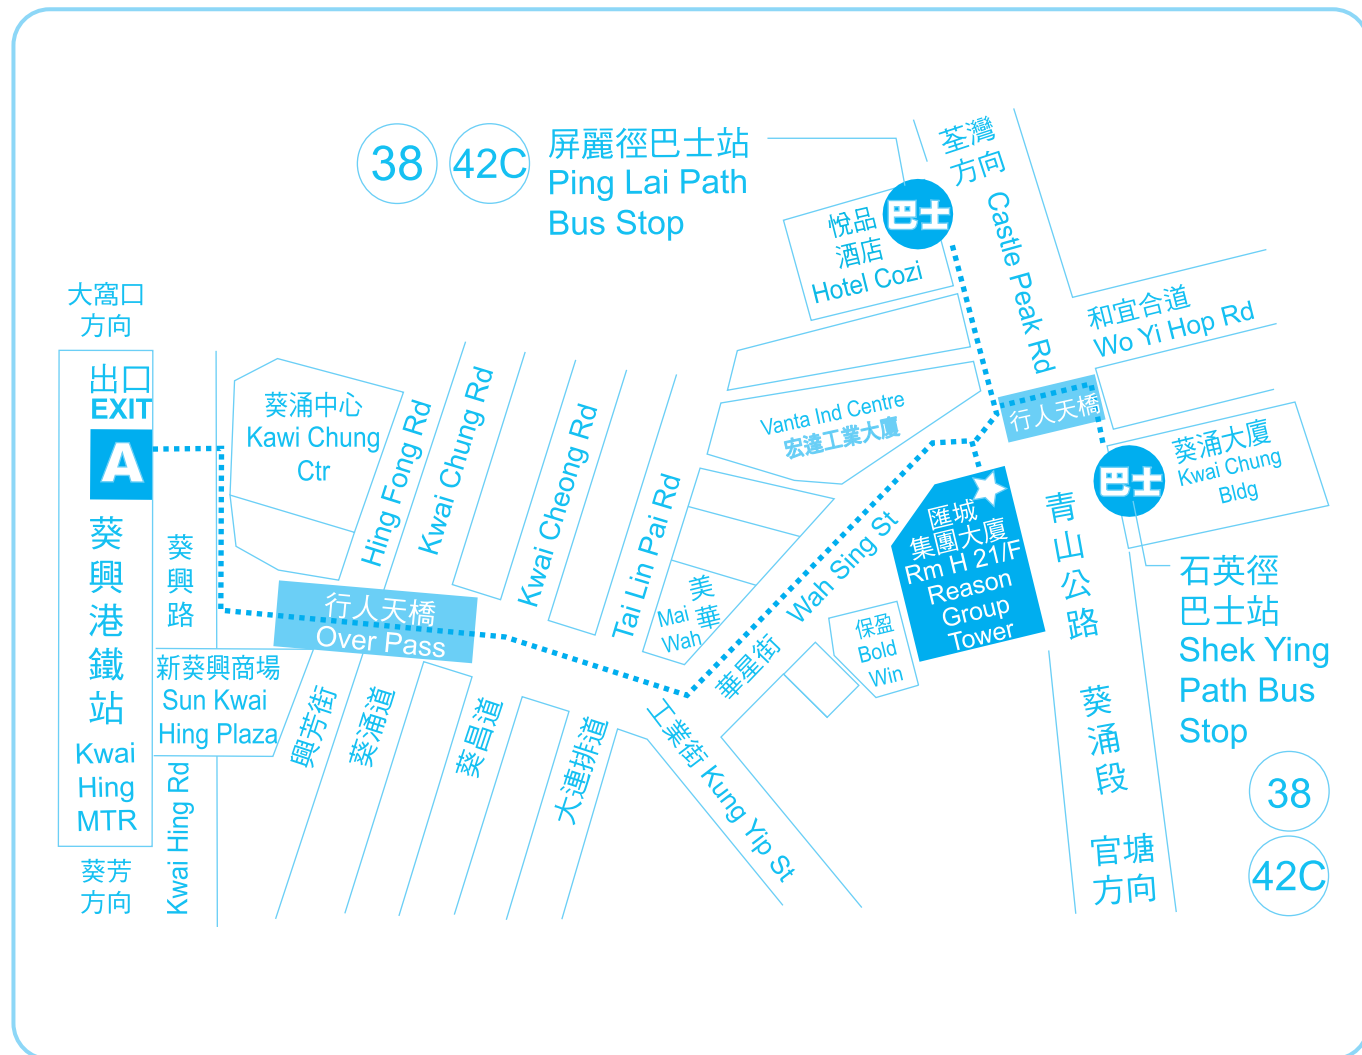 38
42C
屏麗徑巴士站
Ping Lai Path
Bus Stop
荃灣
方向
Castle Peak Rd
巴士
悅品
酒店
Hotel Cozi
和宜合道
Wo Yi Hop Rd
大窩口
方向
出口
EXIT
A
葵興港鐵站
Kwai
Hing
MTR
葵芳
方向
葵興路
Kwai Hing Rd
葵涌中心
Kawi Chung
Ctr
Hing Fong Rd
Kwai Chung Rd
Kwai Cheong Rd
Tai Lin Pai Rd
行人天橋
Over Pass
新葵興商場
Sun Kwai
Hing Plaza
興芳街
葵涌道
葵昌道
大連排道
工業街 Kung Yip St
美華
Mai
Wah
華星街 Wah Sing St
Vanta Ind Centre
宏達工業大廈
行人天橋
匯城
集團大廈
Rm H 21/F
Reason
Group
Tower
保盈
Bold
Win
巴士
葵涌大廈
Kwai Chung
Bldg
青山公路
葵涌段
官塘
方向
石英徑
巴士站
Shek Ying
Path Bus
Stop
38
42C